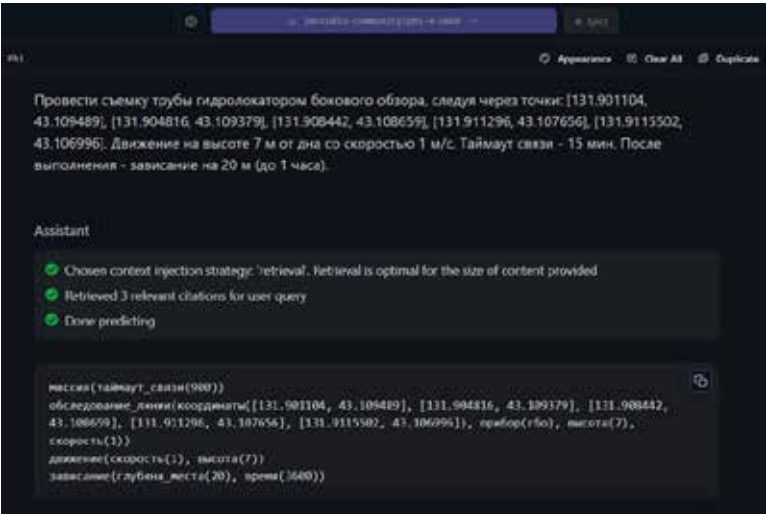 Appearance Clear All Duplicate
Провести съемку трубы гидролокатором бокового обзора, следуя через точки: [131.901104,
43.109489], [131.904816, 43.109379], [131.908442, 43.108659], [131.911296, 43.107656], [131.9115502,
43.106996]. Движение на высоте 7 м от дна со скоростью 1 м/с. Таймаут связи - 15 мин. После
выполнения - зависание на 20 м (до 1 часа).
Assistant
Chosen context injection strategy: 'retrieval'. Retrieval is optimal for the size of content provided
Retrieved 3 relevant citations for user query
Done predicting
миссия(таймаут_связи(900))
обследование_линии(координаты([131.901104, 43.109489], [131.904816, 43.109379], [131.908442,
43.108659], [131.911296, 43.107656], [131.9115502, 43.106996]), прибор(гбо), высота(7),
скорость(1))
движение(скорость(1), высота(7))
зависание(глубина_места(20), время(3600))